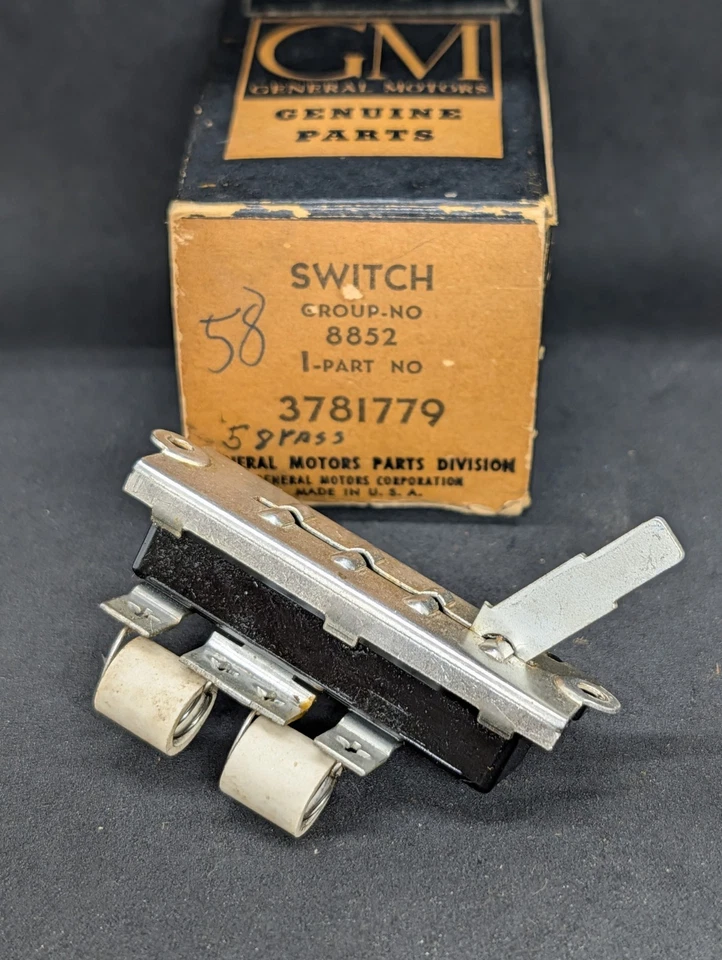 GM
GENERAL MOTORS
GENUINE
PARTS
SWITCH
GROUP-NO
8852
1-PART NO
58
3781779
58 PASS
NERAL MOTORS PARTS DIVISION
ENERAL MOTORS CORPORATION
MADE IN U. S. A.